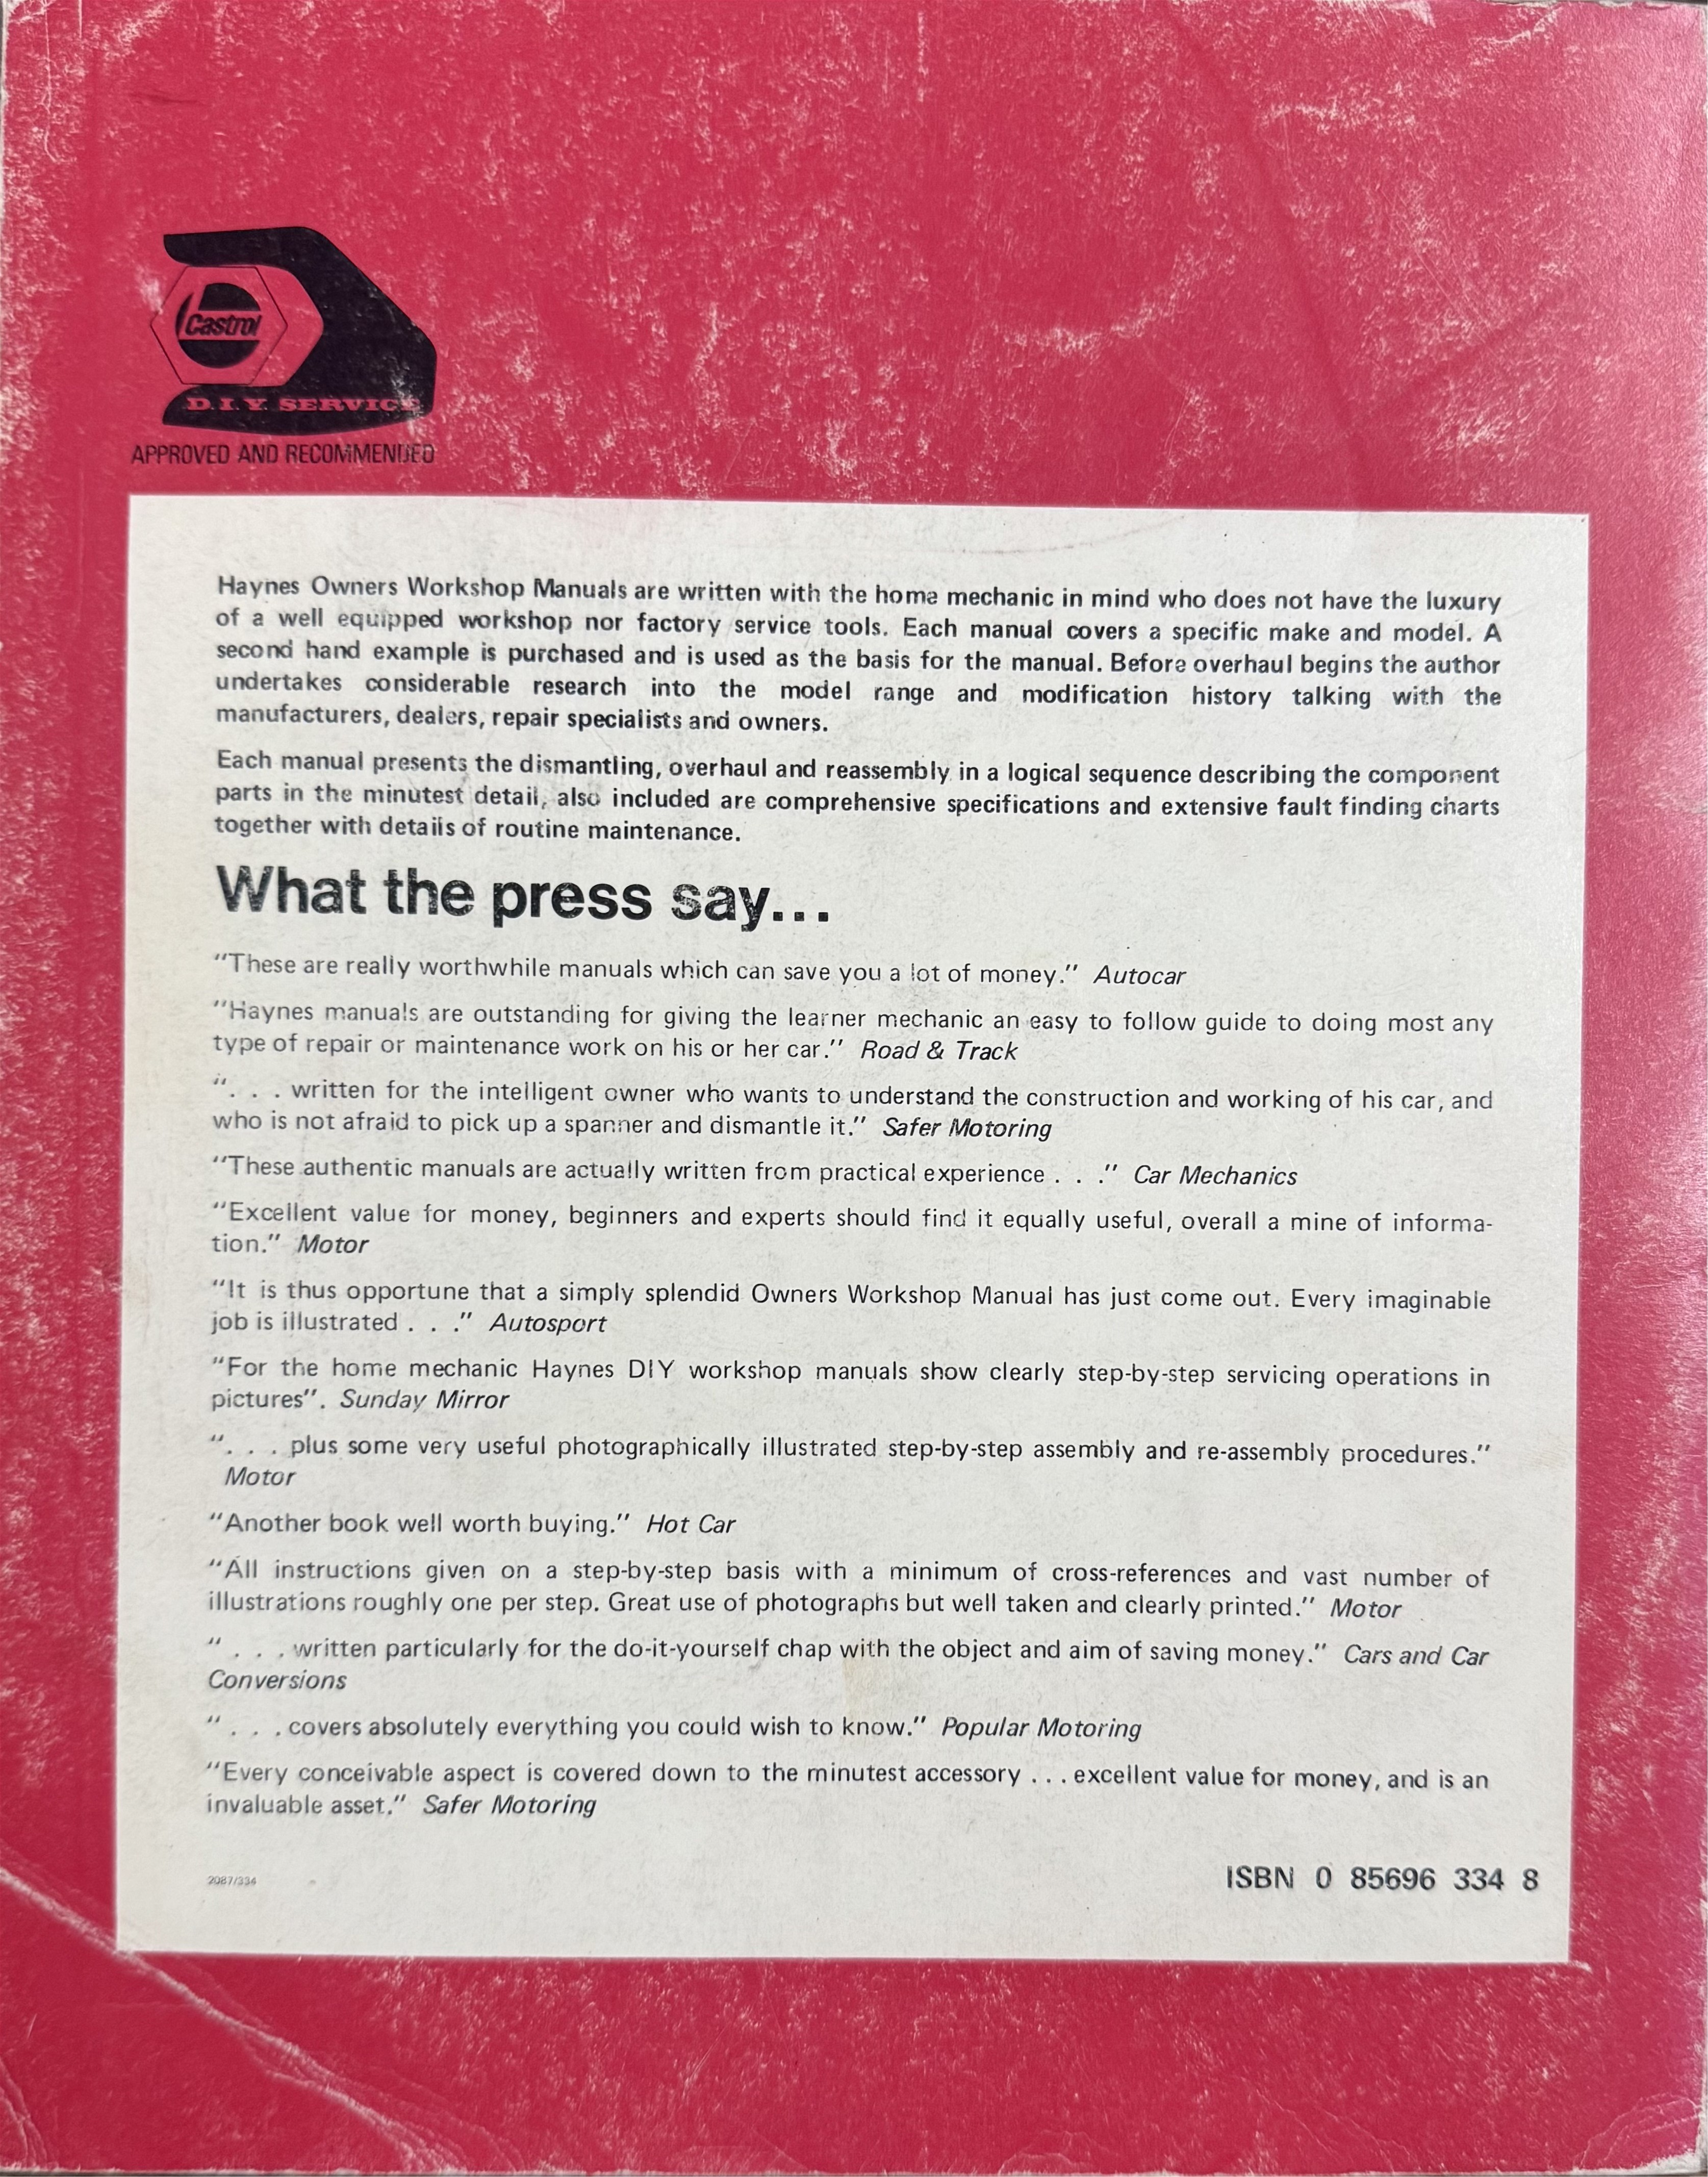 Castrol
D.I.Y. SERVICE
APPROVED AND RECOMMENDED
Haynes Owners Workshop Manuals are written with the home mechanic in mind who does not have the luxury
of a well equipped workshop nor factory service tools. Each manual covers a specific make and model. A
second hand example is purchased and is used as the basis for the manual. Before overhaul begins the author
undertakes considerable research into the model range and modification history talking with the
manufacturers, dealers, repair specialists and owners.
Each manual presents the dismantling, overhaul and reassembly in a logical sequence describing the component
parts in the minutest detail, also included are comprehensive specifications and extensive fault finding charts
together with details of routine maintenance.
What the press say...
"These are really worthwhile manuals which can save you a lot of money." Autocar
"Haynes manuals are outstanding for giving the learner mechanic an easy to follow guide to doing most any
type of repair or maintenance work on his or her car." Road & Track
". . . written for the intelligent owner who wants to understand the construction and working of his car, and
who is not afraid to pick up a spanner and dismantle it." Safer Motoring
"These authentic manuals are actually written from practical experience . . ." Car Mechanics
"Excellent value for money, beginners and experts should find it equally useful, overall a mine of informa-
tion." Motor
"It is thus opportune that a simply splendid Owners Workshop Manual has just come out. Every imaginable
job is illustrated . . ." Autosport
"For the home mechanic Haynes DIY workshop manuals show clearly step-by-step servicing operations in
pictures". Sunday Mirror
". . . plus some very useful photographically illustrated step-by-step assembly and re-assembly procedures."
Motor
"Another book well worth buying." Hot Car
"All instructions given on a step-by-step basis with a minimum of cross-references and vast number of
illustrations roughly one per step. Great use of photographs but well taken and clearly printed." Motor
" . . . written particularly for the do-it-yourself chap with the object and aim of saving money." Cars and Car
Conversions
" . . . covers absolutely everything you could wish to know." Popular Motoring
"Every conceivable aspect is covered down to the minutest accessory . . . excellent value for money, and is an
invaluable asset." Safer Motoring
2087/334
ISBN 0 85696 334 8